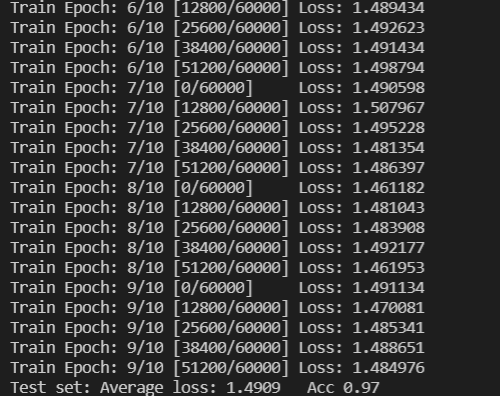 Train Epoch: 6/10 [12800/60000] Loss: 1.489434
Train Epoch: 6/10 [25600/60000] Loss: 1.492623
Train Epoch: 6/10 [38400/60000] Loss: 1.491434
Train Epoch: 6/10 [51200/60000] Loss: 1.498794
Train Epoch: 7/10 [0/60000]     Loss: 1.490598
Train Epoch: 7/10 [12800/60000] Loss: 1.507967
Train Epoch: 7/10 [25600/60000] Loss: 1.495228
Train Epoch: 7/10 [38400/60000] Loss: 1.481354
Train Epoch: 7/10 [51200/60000] Loss: 1.486397
Train Epoch: 8/10 [0/60000]     Loss: 1.461182
Train Epoch: 8/10 [12800/60000] Loss: 1.481043
Train Epoch: 8/10 [25600/60000] Loss: 1.483908
Train Epoch: 8/10 [38400/60000] Loss: 1.492177
Train Epoch: 8/10 [51200/60000] Loss: 1.461953
Train Epoch: 9/10 [0/60000]     Loss: 1.491134
Train Epoch: 9/10 [12800/60000] Loss: 1.470081
Train Epoch: 9/10 [25600/60000] Loss: 1.485341
Train Epoch: 9/10 [38400/60000] Loss: 1.488651
Train Epoch: 9/10 [51200/60000] Loss: 1.484976
Test set: Average loss: 1.4909   Acc 0.97